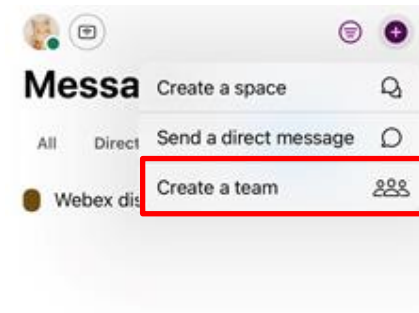 Messa
Create a space
All Direct
Send a direct message
Create a team
Webex dis